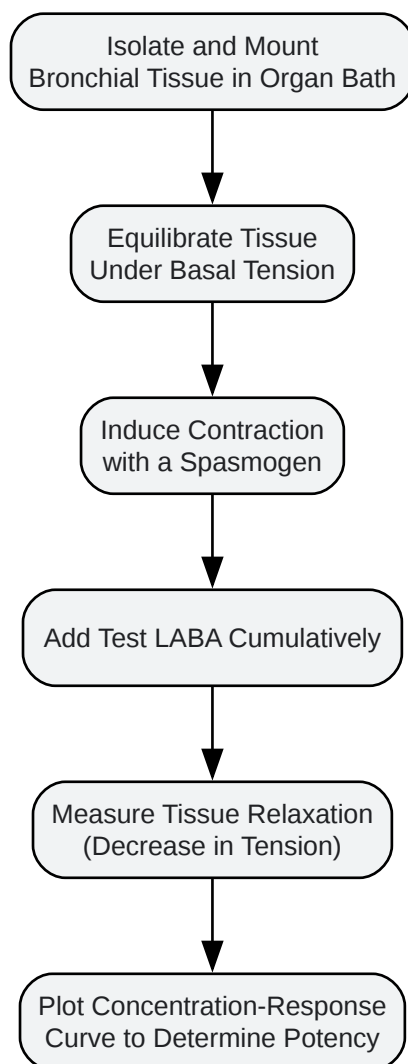 Isolate and Mount
Bronchial Tissue in Organ Bath
Equilibrate Tissue
Under Basal Tension
Induce Contraction
with a Spasmogen
Add Test LABA Cumulatively
Measure Tissue Relaxation
(Decrease in Tension)
Plot Concentration-Response
Curve to Determine Potency